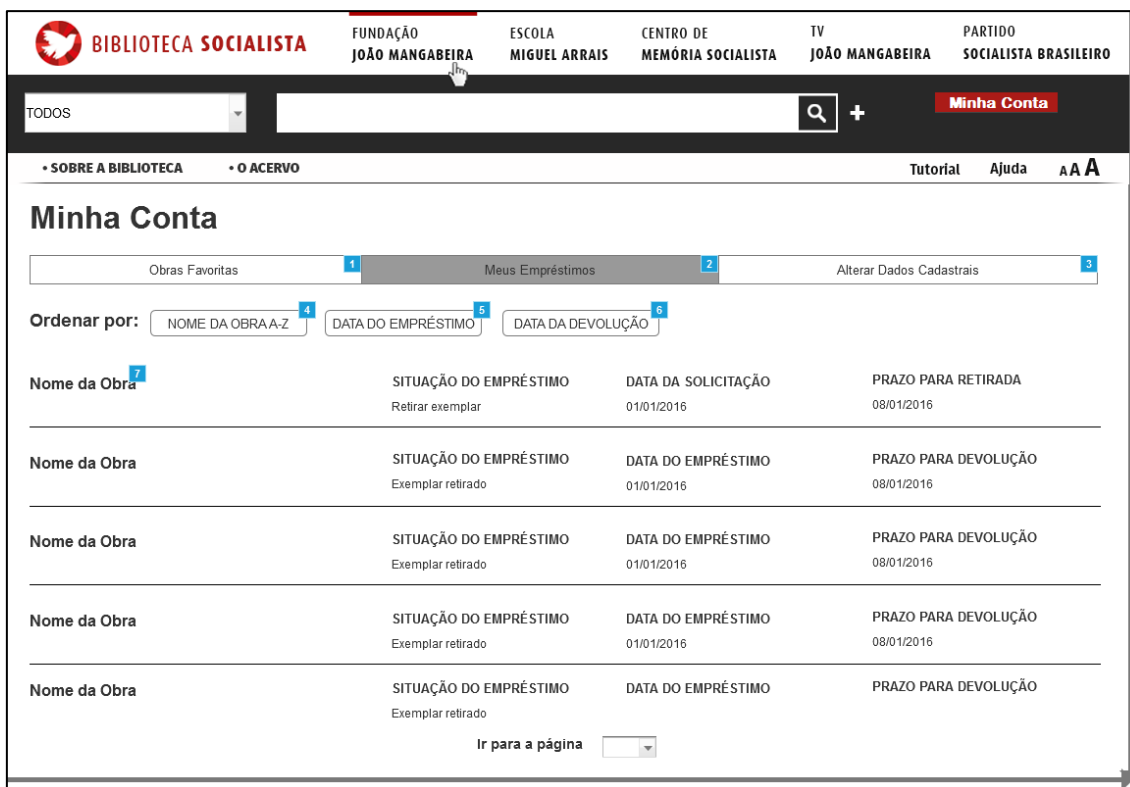 BIBLIOTECA SOCIALISTA
FUNDAÇÃO
JOÃO MANGABEIRA
ESCOLA
MIGUEL ARRAIS
CENTRO DE
MEMÓRIA SOCIALISTA
TV
JOÃO MANGABEIRA
PARTIDO
SOCIALISTA BRASILEIRO
TODOS
+
Minha Conta
• SOBRE A BIBLIOTECA
• O ACERVO
Tutorial
Ajuda
A A A
Minha Conta
Obras Favoritas 1
Meus Empréstimos 2
Alterar Dados Cadastrais 3
Ordenar por:
NOME DA OBRA A-Z 4
DATA DO EMPRÉSTIMO 5
DATA DA DEVOLUÇÃO 6
Nome da Obra 7
SITUAÇÃO DO EMPRÉSTIMO
Retirar exemplar
DATA DA SOLICITAÇÃO
01/01/2016
PRAZO PARA RETIRADA
08/01/2016
Nome da Obra
SITUAÇÃO DO EMPRÉSTIMO
Exemplar retirado
DATA DO EMPRÉSTIMO
01/01/2016
PRAZO PARA DEVOLUÇÃO
08/01/2016
Nome da Obra
SITUAÇÃO DO EMPRÉSTIMO
Exemplar retirado
DATA DO EMPRÉSTIMO
01/01/2016
PRAZO PARA DEVOLUÇÃO
08/01/2016
Nome da Obra
SITUAÇÃO DO EMPRÉSTIMO
Exemplar retirado
DATA DO EMPRÉSTIMO
01/01/2016
PRAZO PARA DEVOLUÇÃO
08/01/2016
Nome da Obra
SITUAÇÃO DO EMPRÉSTIMO
Exemplar retirado
DATA DO EMPRÉSTIMO
PRAZO PARA DEVOLUÇÃO
Ir para a página